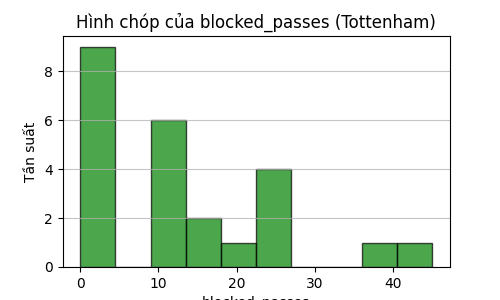 Hình chóp của blocked_passes (Tottenham)
8
6
4
2
0
Tần suất
0 10 20 30 40
blocked_passes